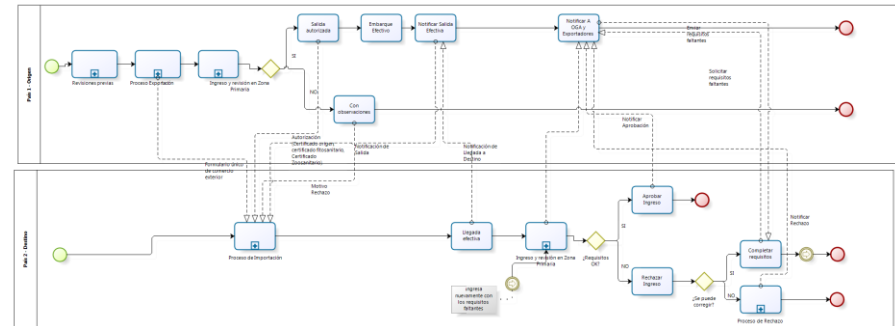 País 1 - Origen
Revisiones previas
Proceso Exportación
Ingreso y revisión en Zona
Primaria
SI
NO
Salida
autorizada
Embarque
Efectivo
Notificar Salida
Efectiva
Con
observaciones
Notificar A
OGA y
Exportadores
Enviar
requisitos
faltantes
Solicitar
requisitos
faltantes
Notificar
Aprobación
Autorización
(Certificado origen,
certificado fitosanitario,
Certificado
Zoosanitario)
Notificación de
Salida
Notificación de
Llegada a
Destino
Formulario único
de comercio
exterior
Motivo
Rechazo
País 2 - Destino
Proceso de Importación
Llegada
efectiva
Ingreso y revisión en Zona
Primaria
Ingresa
nuevamente con
los requisitos
faltantes
¿Requisitos
OK?
SI
NO
Aprobar
Ingreso
Rechazar
Ingreso
¿Se puede
corregir?
SI
NO
Completar
requisitos
Proceso de Rechazo
Notificar
Rechazo